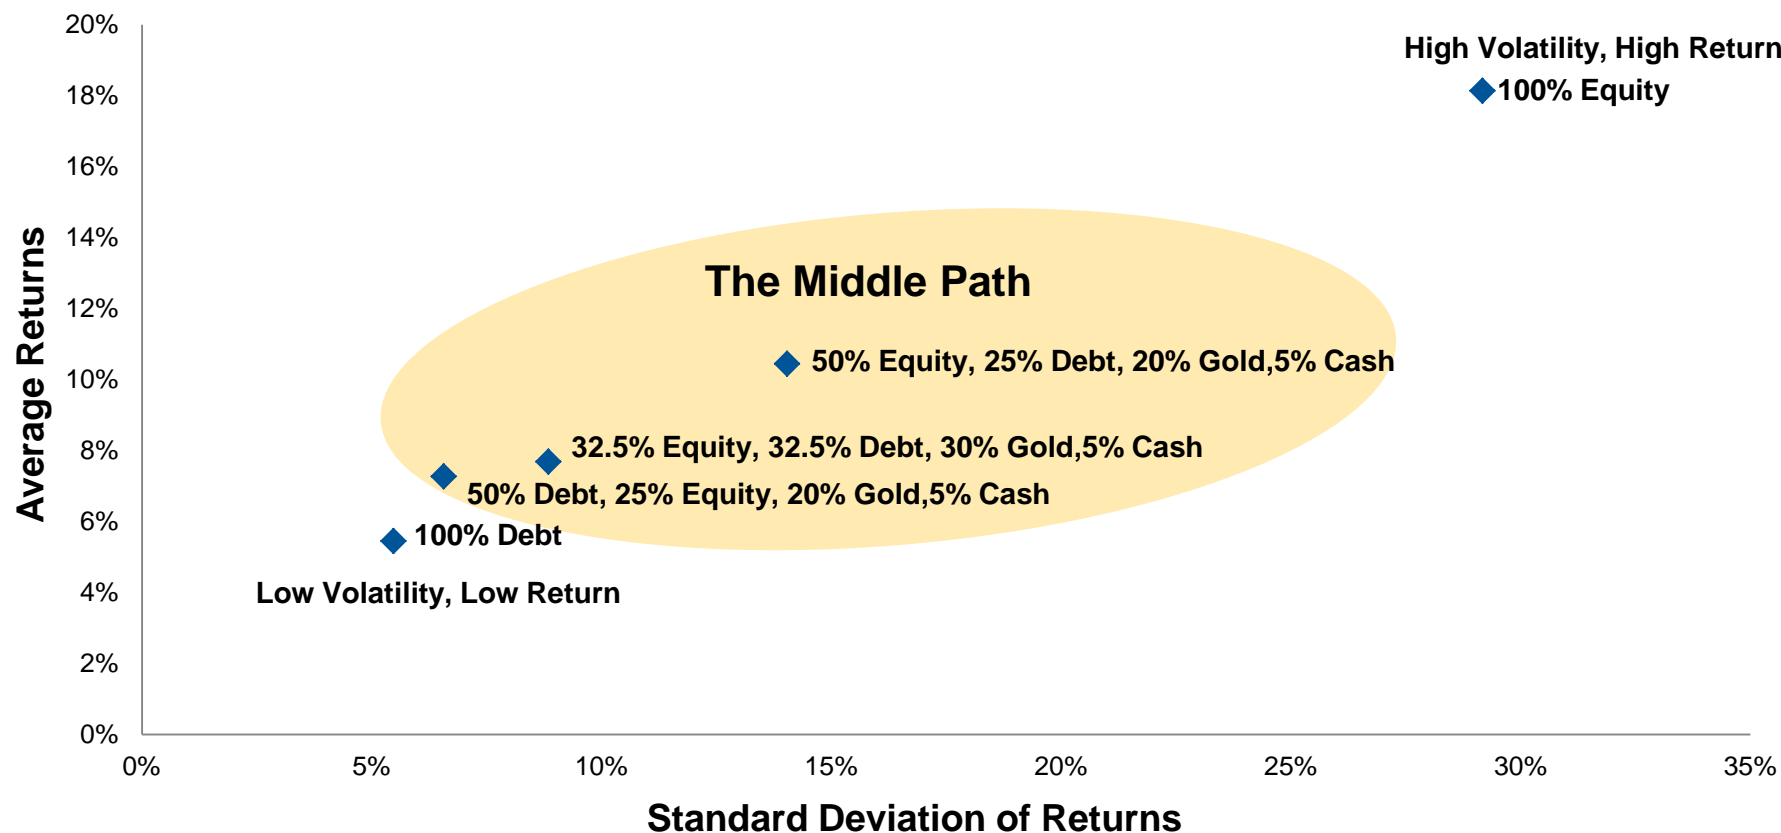 20%
High Volatility, High Return
18%
100% Equity
16%
14%
The Middle Path
12%
50% Equity, 25% Debt, 20% Gold,5% Cash
10%
32.5% Equity, 32.5% Debt, 30% Gold,5% Cash
8%
50% Debt, 25% Equity, 20% Gold,5% Cash
6%
100% Debt
Low Volatility, Low Return
4%
2%
0%
Average Returns
0% 5% 10% 15% 20% 25% 30% 35%
Standard Deviation of Returns